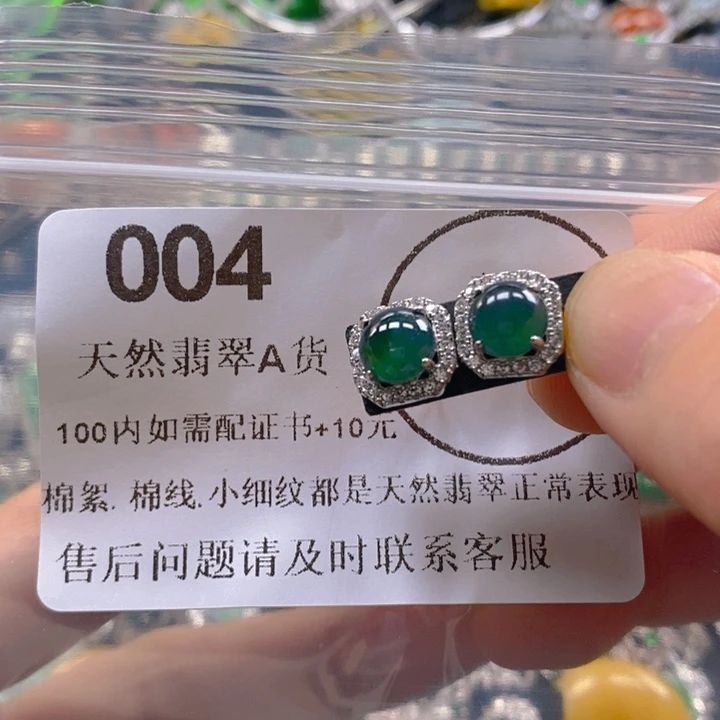 004
天然翡翠A货
100内如需配证书+10元
棉絮.棉线.小细纹都是天然翡翠正常表现
售后问题请及时联系客服